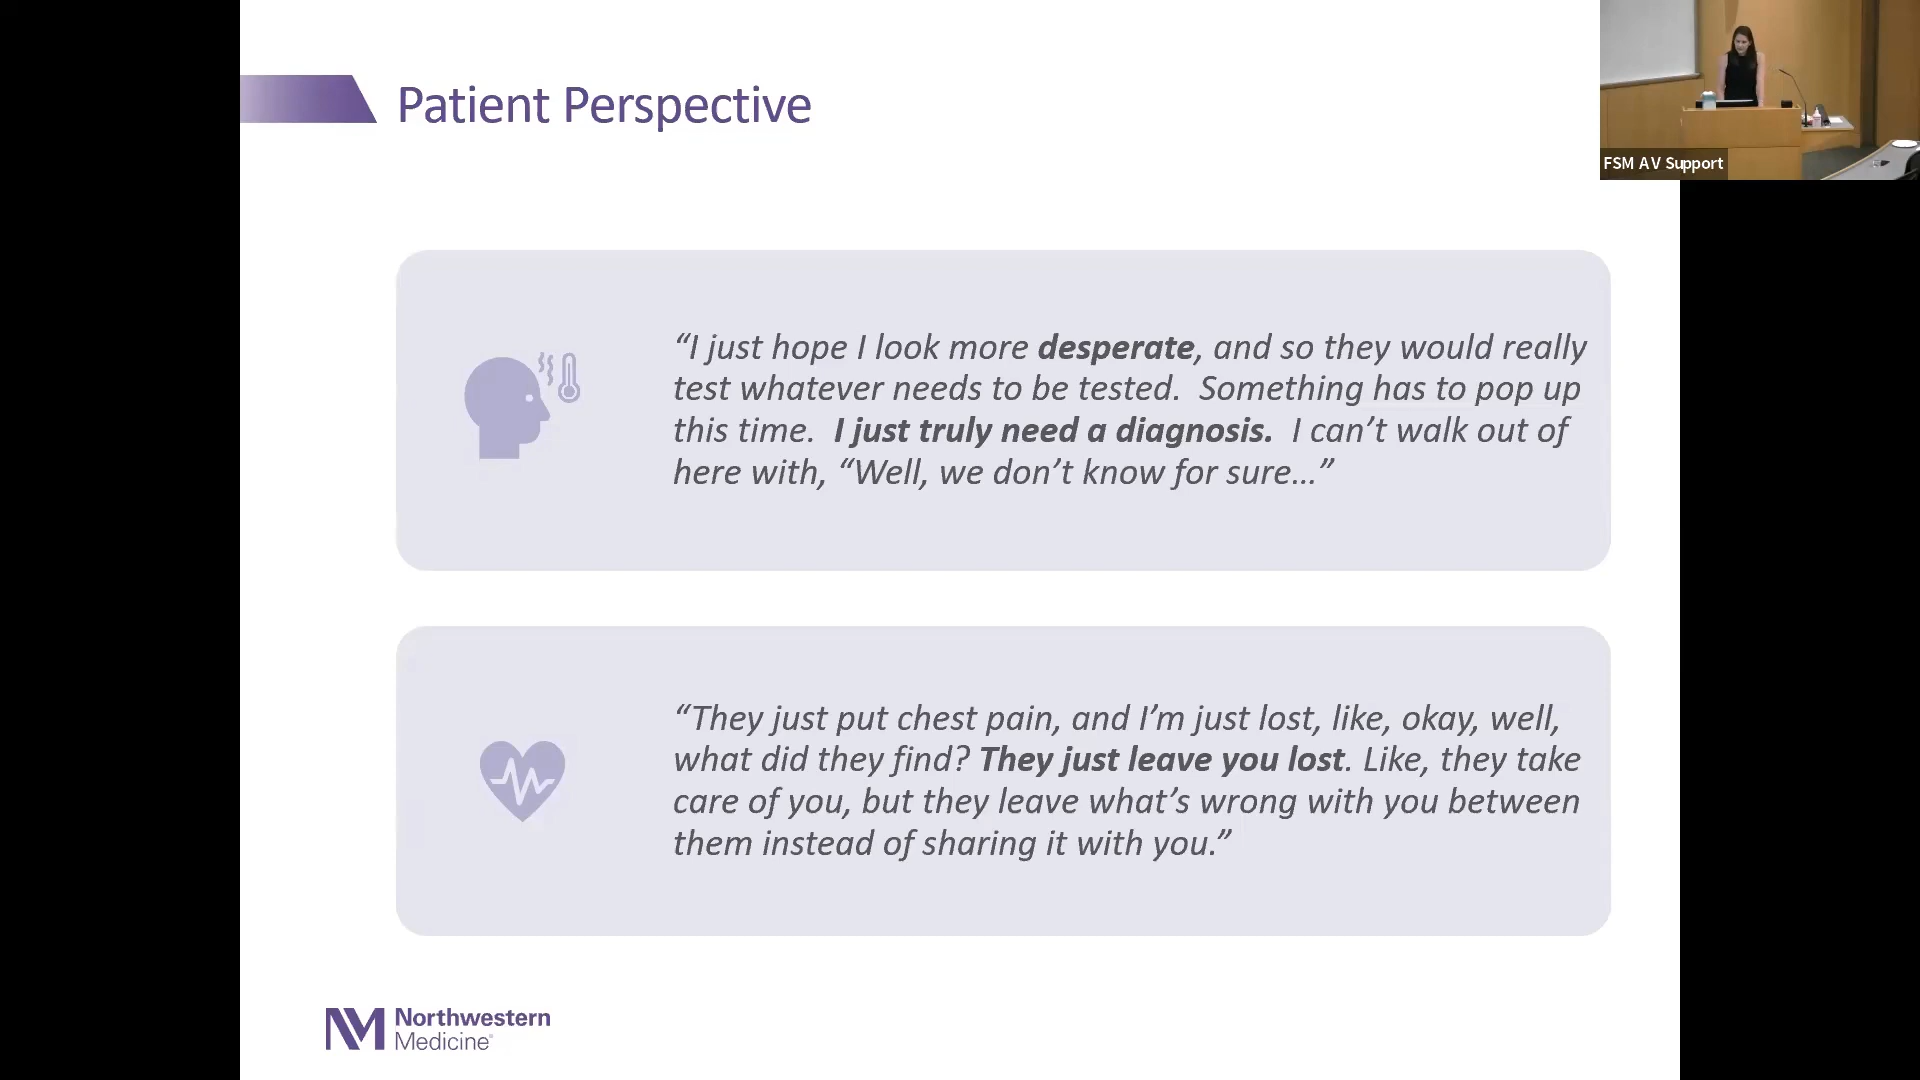 Patient Perspective
FSM AV Support
“I just hope I look more desperate, and so they would really
test whatever needs to be tested.  Something has to pop up
this time.  I just truly need a diagnosis.  I can’t walk out of
here with, “Well, we don’t know for sure…”
“They just put chest pain, and I’m just lost, like, okay, well,
what did they find? They just leave you lost. Like, they take
care of you, but they leave what’s wrong with you between
them instead of sharing it with you.”
NM
Northwestern
Medicine®